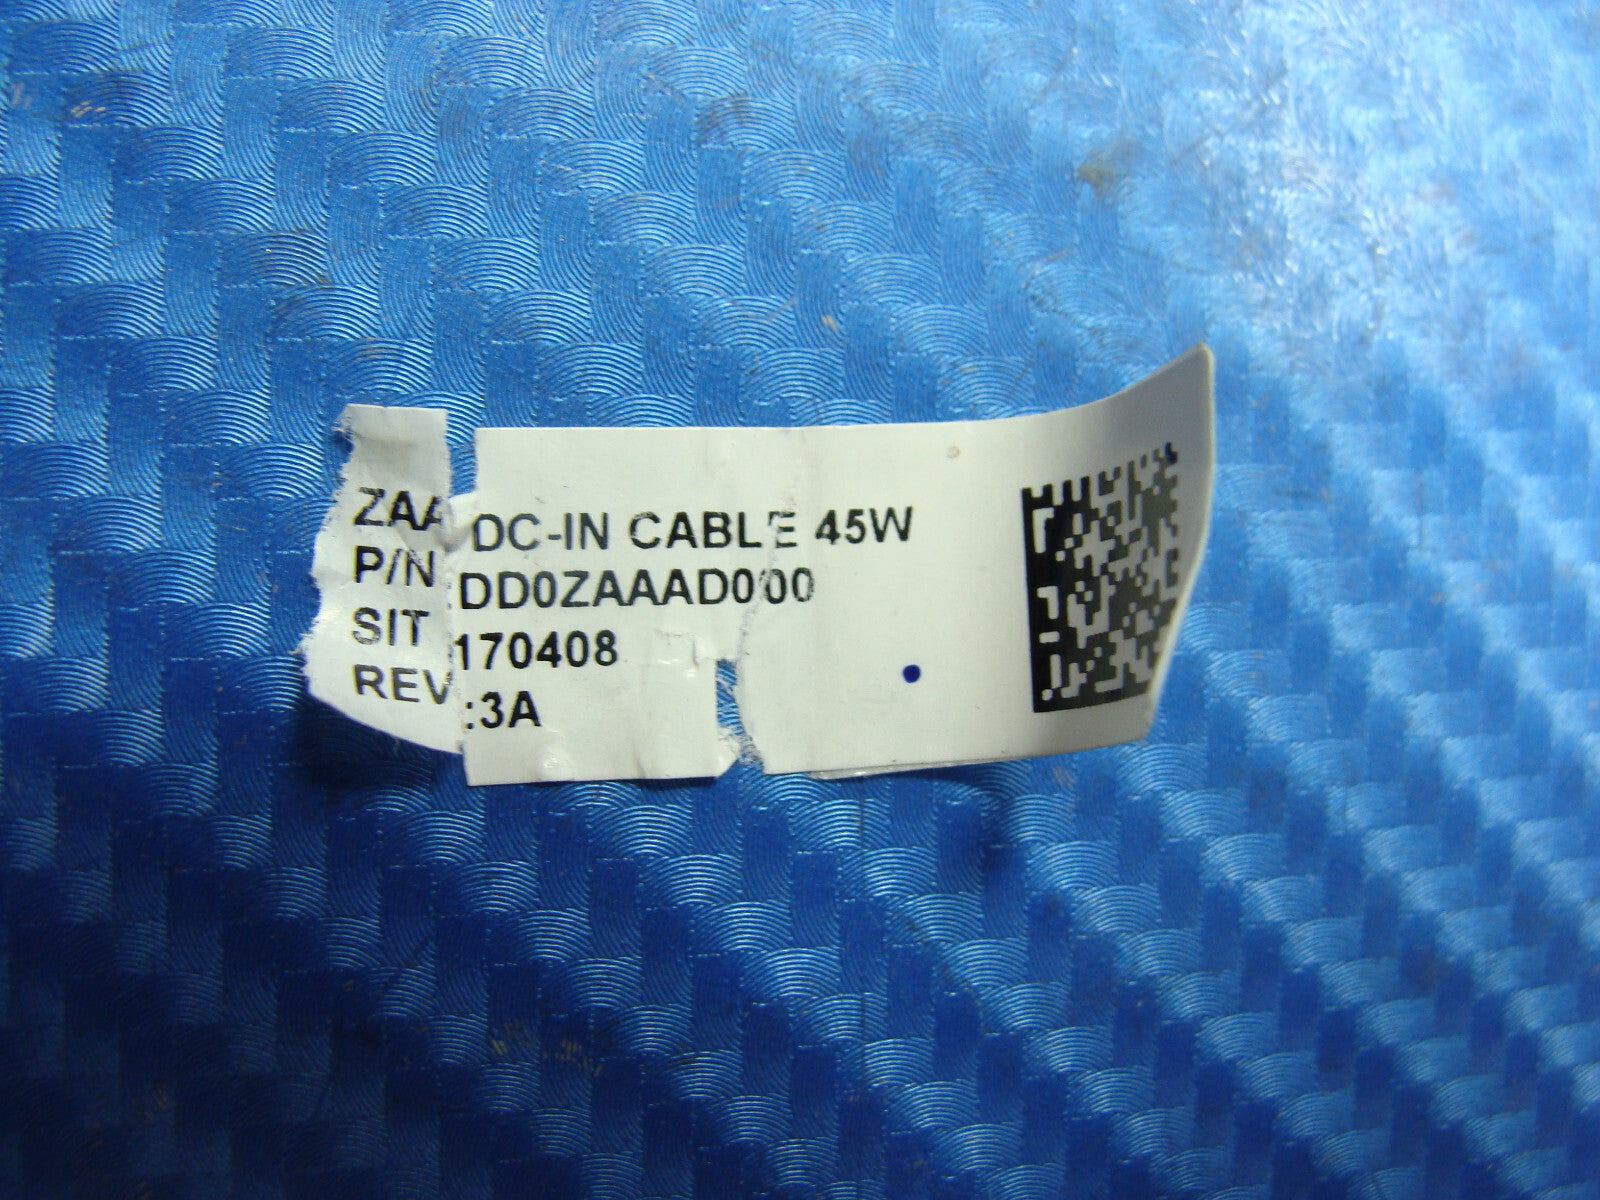 ZAA DC-IN CABLE 45W
P/N :DD0ZAAAD000
SIT 170408
REV :3A